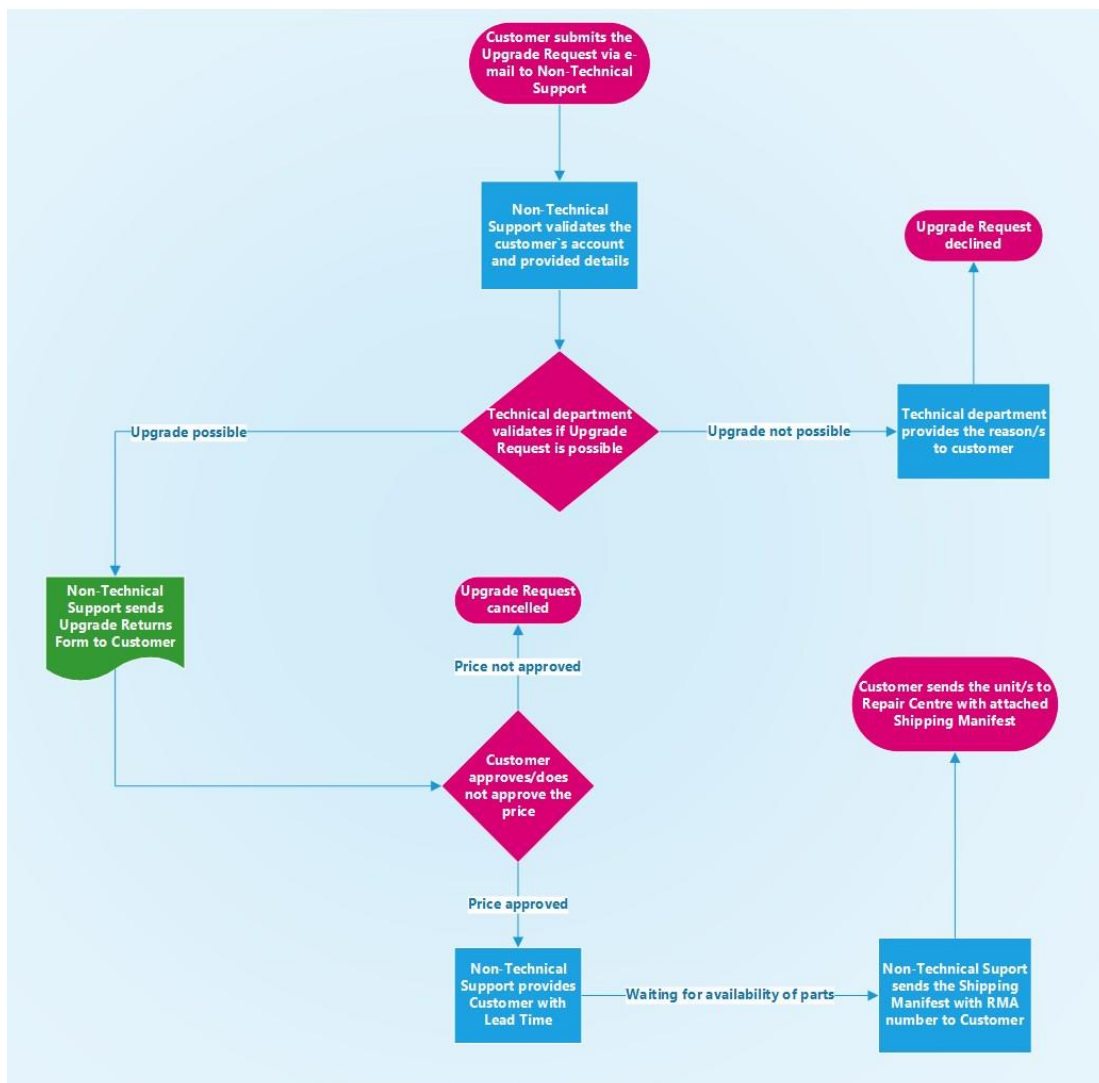 Customer submits the
Upgrade Request via e-
mail to Non-Technical
Support
Non-Technical
Support validates the
customer`s account
and provided details
Upgrade Request
declined
Technical department
validates if Upgrade
Request is possible
Upgrade possible
Upgrade not possible
Technical department
provides the reason/s
to customer
Non-Technical
Support sends
Upgrade Returns
Form to Customer
Upgrade Request
cancelled
Price not approved
Customer sends the unit/s to
Repair Centre with attached
Shipping Manifest
Customer
approves/does
not approve the
price
Price approved
Non-Technical
Support provides
Customer with
Lead Time
Waiting for availability of parts
Non-Technical Suport
sends the Shipping
Manifest with RMA
number to Customer